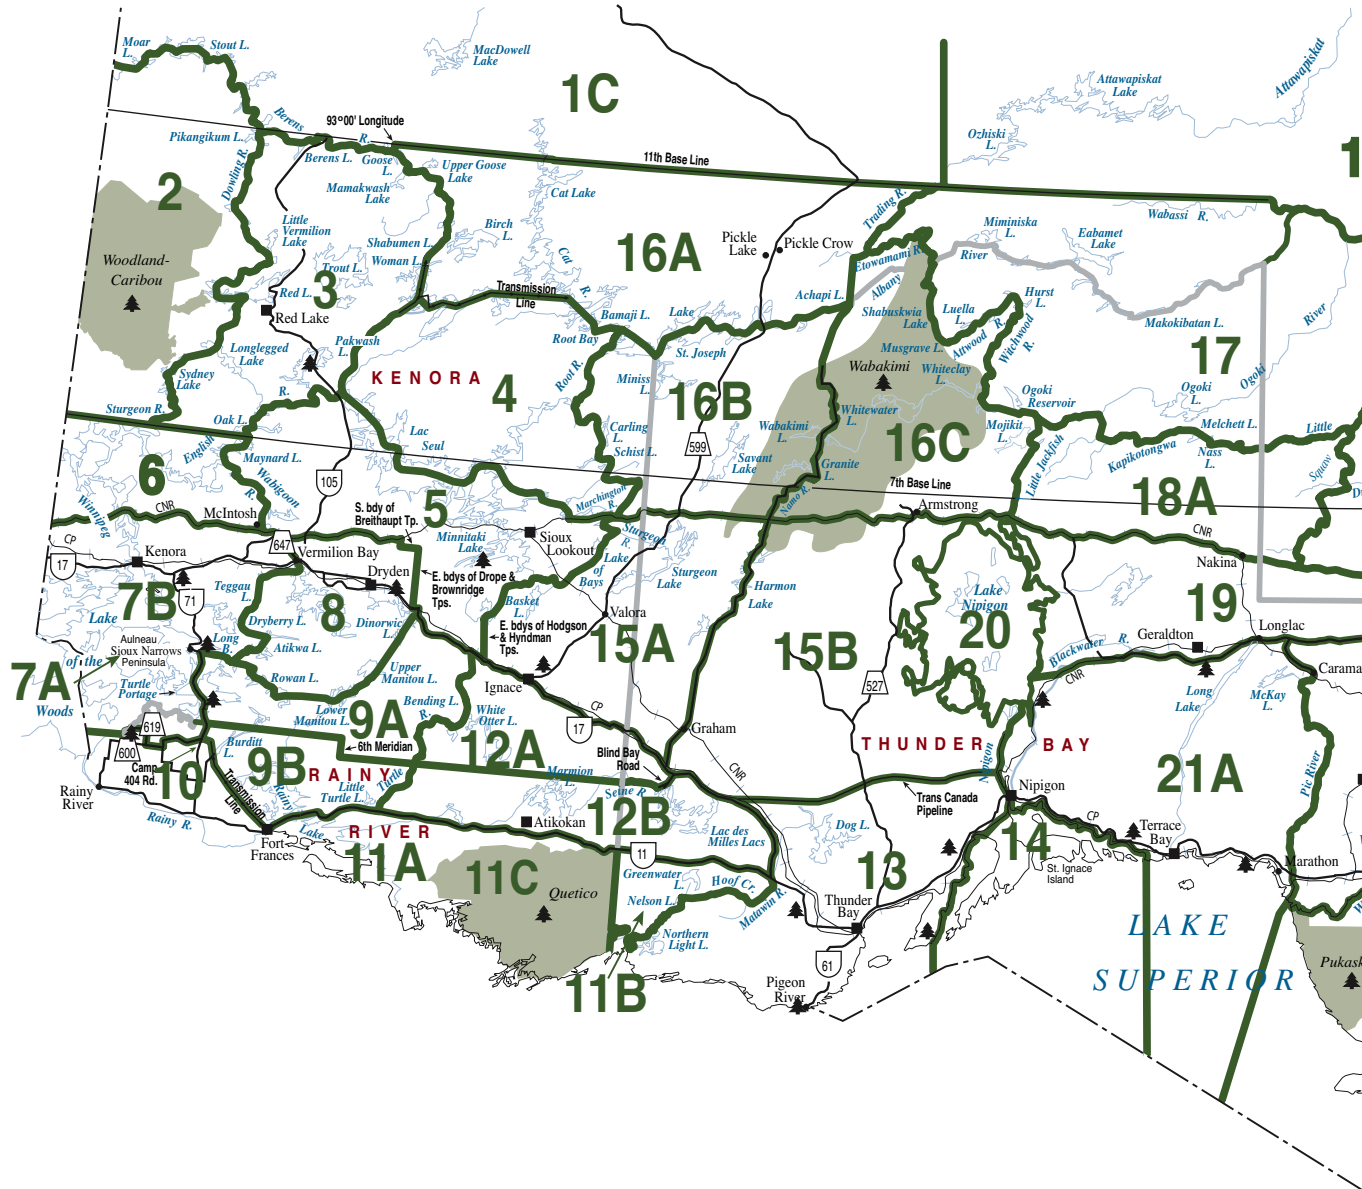 Moar
L.
Stout L.
MacDowell
Lake
1C
Attawapiskat
Lake
Attawapiskat
Ozhiski
L.
Berens
R.
93°00' Longitude
Pikangikum L.
Berens L.
Goose
L.
Upper Goose
Lake
11th Base Line
1
2
Dowling R.
Mamakwash
Lake
Cat Lake
Trading R.
Wabassi R.
Little
Vermilion
Lake
Birch
L.
Shabumen L.
Woman L.
Cat
R.
16A
Pickle
Lake
Pickle Crow
Miminiska
L.
Eabamet
Lake
River
Etowamami R.
Albany
Woodland-
Caribou
Trout L.
3
Red L.
Red Lake
Transmission
Line
Achapi L.
Bamaji L.
Lake
St. Joseph
Root Bay
Shabuskwia
Lake
Luella
L.
Hurst
L.
Attwood R.
Witchwood
R.
Makokibatan L.
River
Longlegged
Lake
Pakwash
L.
KENORA
4
Root R.
Miniss
L.
16B
Musgrave L.
Wabakimi
Whiteclay
L.
17
Sydney
Lake
Sturgeon R.
R.
Oak L.
English
Ogoki
Reservoir
Ogoki
L.
Ogoki
Whitewater
L.
Wabakimi
L.
16C
Mojikit
L.
Melchett L.
Little
Lac
Seul
Carling
L.
Schist L.
599
Savant
Lake
Granite
L.
7th Base Line
Namo R.
Little Jackfish
Kapikotongwa
Nass
L.
Squaw
18A
6
Maynard L.
Wabigoon
R.
105
Winnipeg
CNR
McIntosh
S. bdy of
Breithaupt Tp.
5
Marchington
R.
Armstrong
CP
17
Kenora
647
Vermilion Bay
Minnitaki
Lake
Sioux
Lookout
Sturgeon
R.
CNR
Nakina
Dryden
E. bdys of Drope &
Brownridge
Tps.
Lake
of
Bays
Sturgeon
Lake
Harmon
Lake
Lake
Nipigon
20
19
7B
71
Teggau
L.
8
Dryberry L.
Dinorwic
L.
Basket
L.
Valora
E. bdys of Hodgson
& Hyndman
Tps.
15A
15B
Geraldton
Longlac
Lake
Aulneau
Sioux Narrows
Peninsula
Long
B.
Atikwa L.
Blackwater R.
CNR
7A
of the
Woods
Turtle
Portage
Rowan L.
Upper
Manitou L.
Ignace
527
Carama
Long
Lake
McKay
L.
Lower
Manitou L.
9A
Bending L.
R.
White
Otter L.
CP
17
Graham
619
600
Burditt
L.
6th Meridian
12A
Blind Bay
Road
CNR
THUNDER BAY
Nipigon
Camp
404 Rd.
10
9B
RAINY
Turtle
Marmion
L.
Seine R.
21A
Pic River
Rainy
River
Transmission
Line
Rainy
Little
Turtle L.
Trans Canada
Pipeline
Nipigon
Rainy R.
Lake
RIVER
Atikokan
12B
Lac des
Milles Lacs
Dog L.
CP
Terrace
Bay
Fort
Frances
11A
11
13
14
St. Ignace
Island
Marathon
11C
Quetico
Greenwater
L.
Hoof Cr.
Nelson L.
Matawin R.
Thunder
Bay
Northern
Light L.
LAKE
SUPERIOR
61
Pukask
11B
Pigeon
River